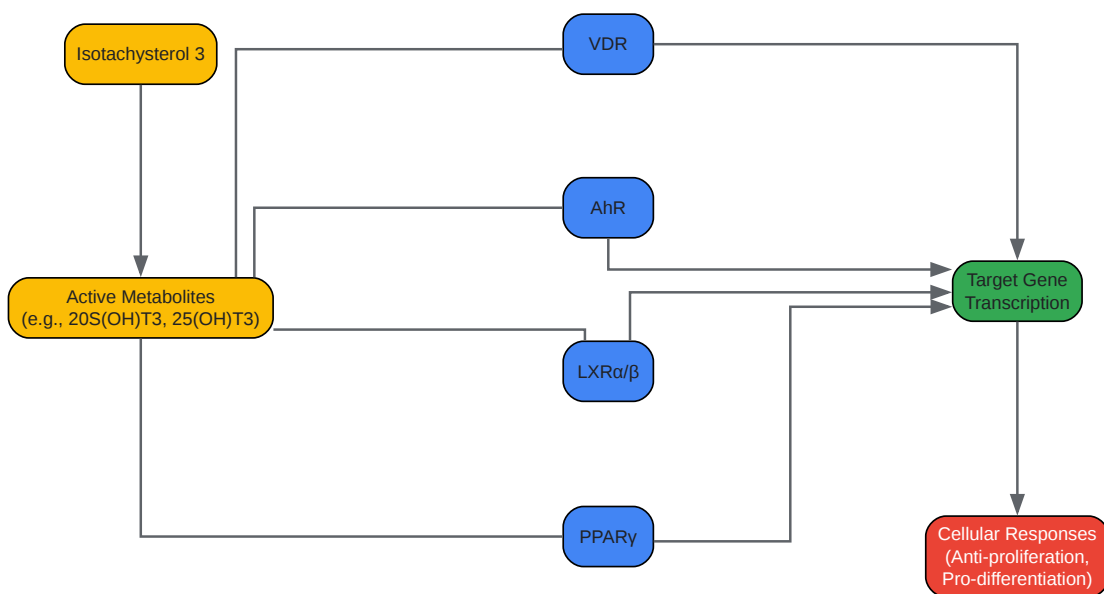 Isotachysterol 3
VDR
AhR
Active Metabolites
(e.g., 20S(OH)T3, 25(OH)T3)
Target Gene
Transcription
LXRα/β
PPARγ
Cellular Responses
(Anti-proliferation,
Pro-differentiation)